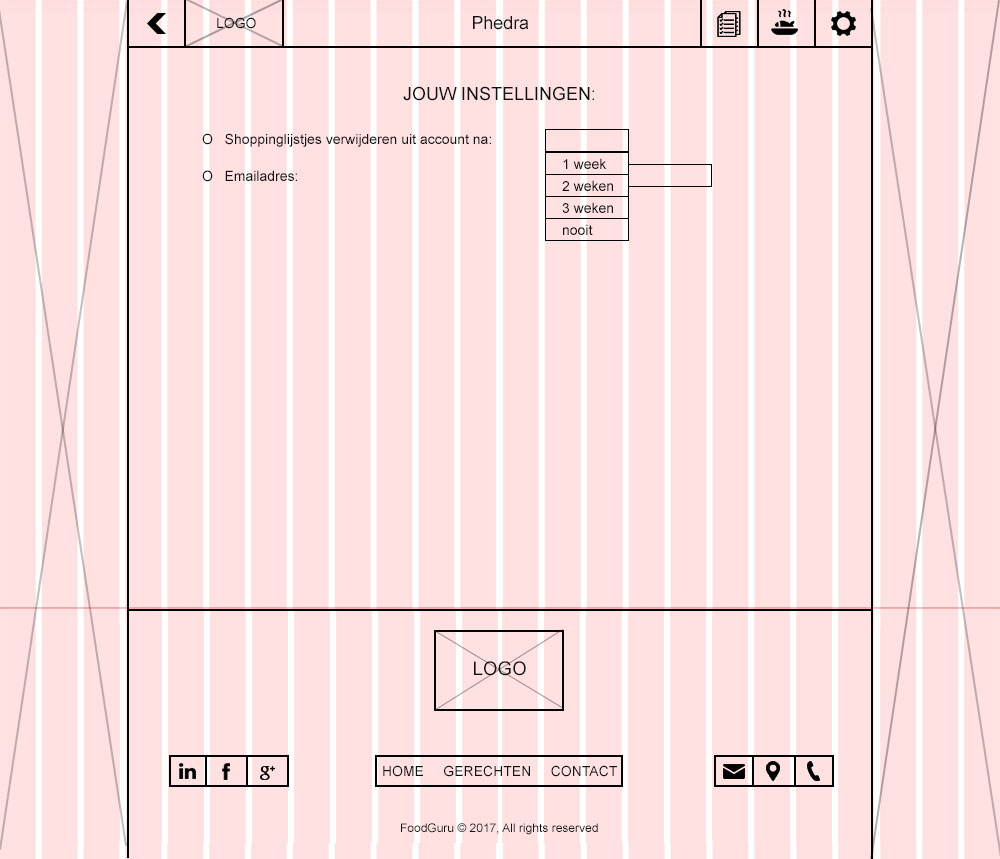 LOGO
Phedra
JOUW INSTELLINGEN:
O Shoppinglijstjes verwijderen uit account na:
1 week
O Emailadres:
2 weken
3 weken
nooit
LOGO
in f g+
HOME GERECHTEN CONTACT
FoodGuru © 2017, All rights reserved